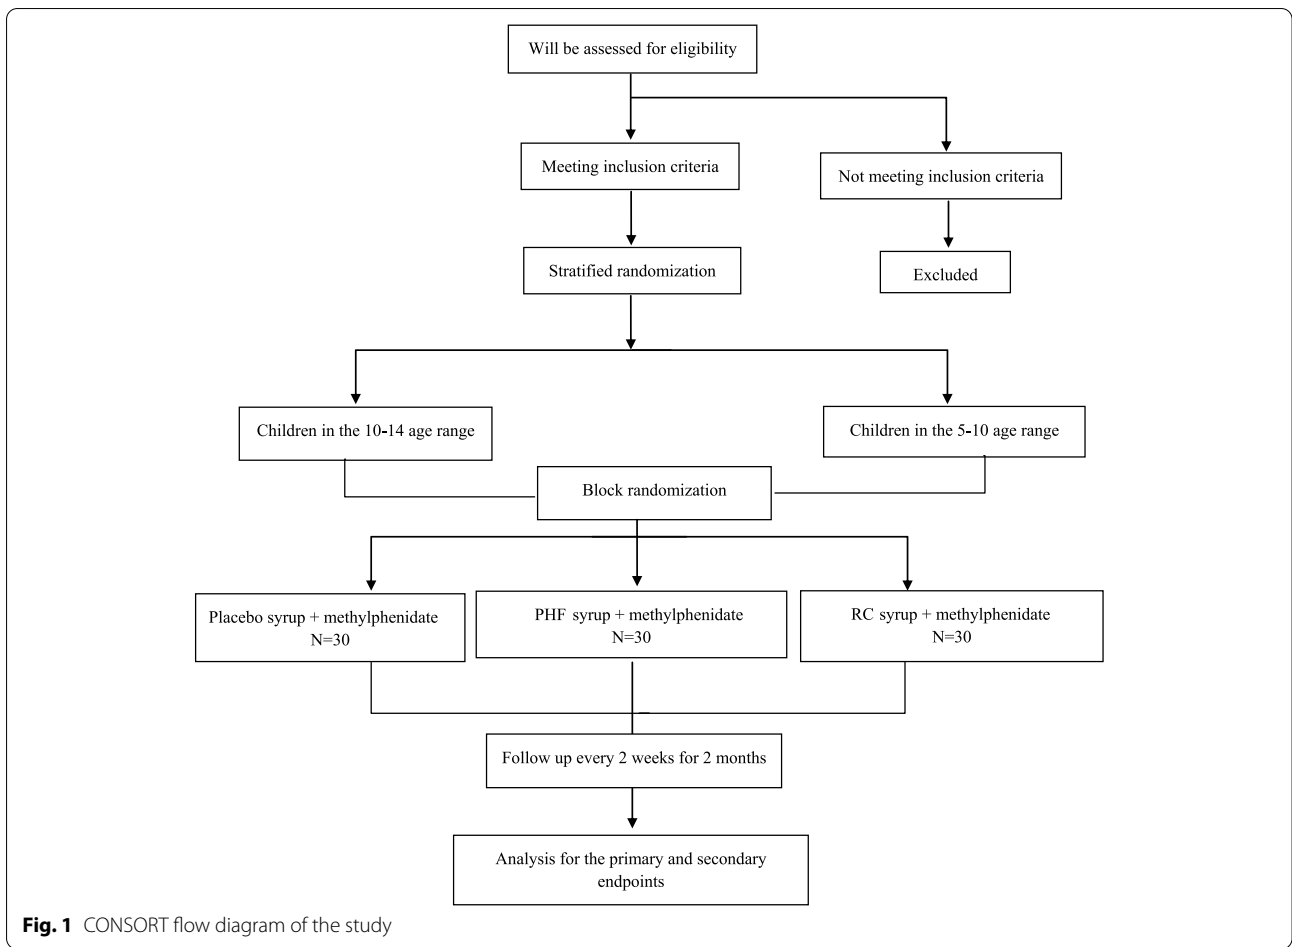 Will be assessed for eligibility
Meeting inclusion criteria
Not meeting inclusion criteria
Stratified randomization
Excluded
Children in the 10-14 age range
Children in the 5-10 age range
Block randomization
Placebo syrup + methylphenidate
N=30
PHF syrup + methylphenidate
N=30
RC syrup + methylphenidate
N=30
Follow up every 2 weeks for 2 months
Analysis for the primary and secondary
endpoints
Fig. 1 CONSORT flow diagram of the study